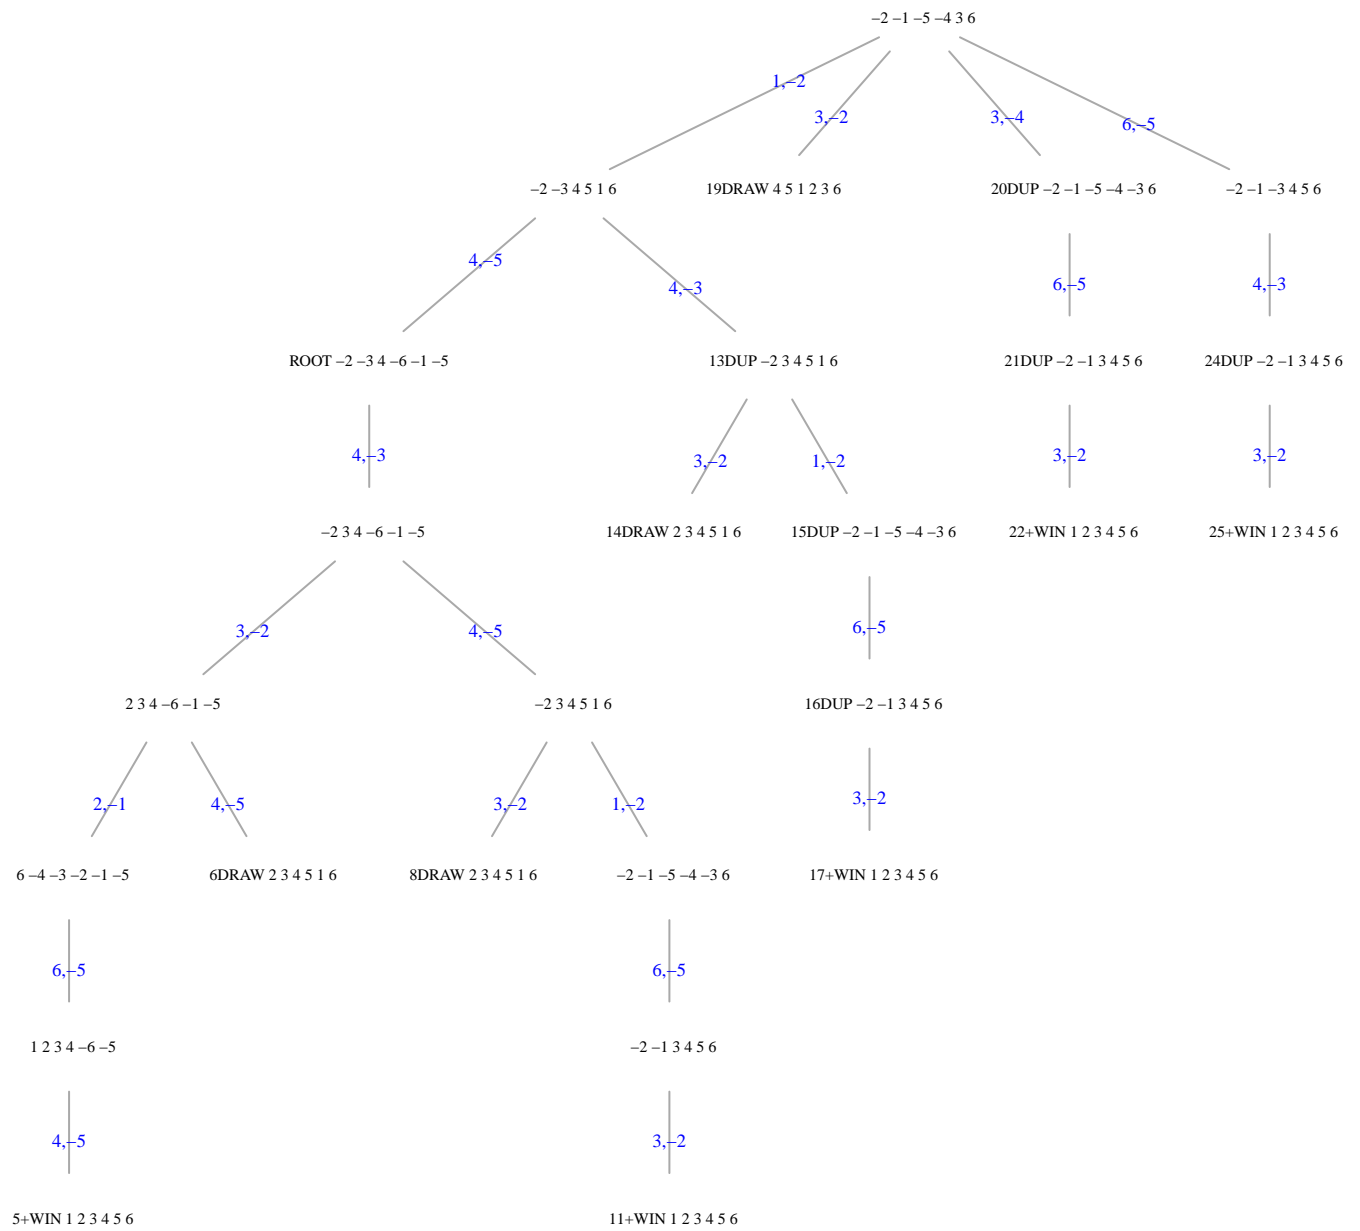 −2 −1 −5 −4 3 6
1,−2
3,−2
3,−4
6,−5
−2 −3 4 5 1 6
19DRAW 4 5 1 2 3 6
20DUP −2 −1 −5 −4 −3 6
−2 −1 −3 4 5 6
4,−5
4,−3
6,−5
4,−3
ROOT −2 −3 4 −6 −1 −5
13DUP −2 3 4 5 1 6
21DUP −2 −1 3 4 5 6
24DUP −2 −1 3 4 5 6
4,−3
3,−2
1,−2
3,−2
3,−2
−2 3 4 −6 −1 −5
14DRAW 2 3 4 5 1 6
15DUP −2 −1 −5 −4 −3 6
22+WIN 1 2 3 4 5 6
25+WIN 1 2 3 4 5 6
3,−2
4,−5
6,−5
2 3 4 −6 −1 −5
−2 3 4 5 1 6
16DUP −2 −1 3 4 5 6
2,−1
4,−5
3,−2
1,−2
3,−2
6 −4 −3 −2 −1 −5
6DRAW 2 3 4 5 1 6
8DRAW 2 3 4 5 1 6
−2 −1 −5 −4 −3 6
17+WIN 1 2 3 4 5 6
6,−5
6,−5
1 2 3 4 −6 −5
−2 −1 3 4 5 6
4,−5
3,−2
5+WIN 1 2 3 4 5 6
11+WIN 1 2 3 4 5 6